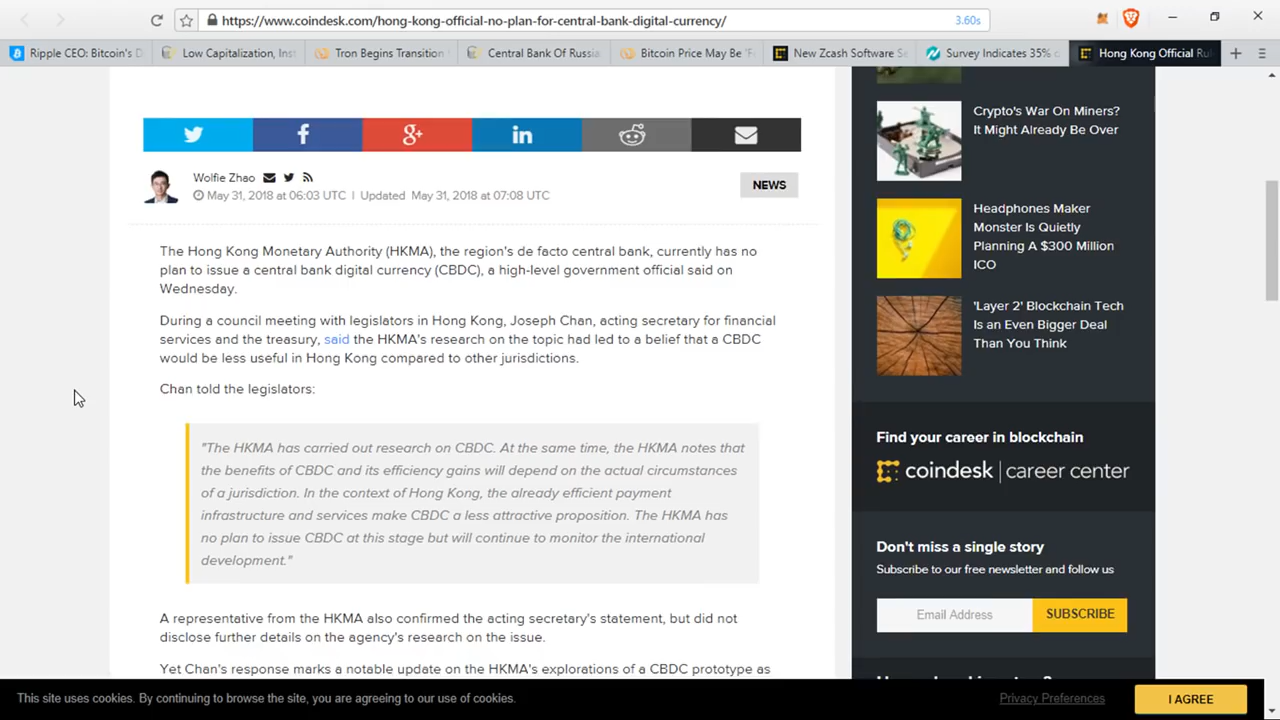 https://www.coindesk.com/hong-kong-official-no-plan-for-central-bank-digital-currency/
3.60s
Ripple CEO: Bitcoin's D
Low Capitalization, Inst
Tron Begins Transition
Central Bank Of Russia
Bitcoin Price May Be 'F
New Zcash Software Se
Survey Indicates 35% o
Hong Kong Official Rul
Wolfie Zhao
May 31, 2018 at 06:03 UTC | Updated May 31, 2018 at 07:08 UTC
NEWS
The Hong Kong Monetary Authority (HKMA), the region's de facto central bank, currently has no
plan to issue a central bank digital currency (CBDC), a high-level government official said on
Wednesday.
During a council meeting with legislators in Hong Kong, Joseph Chan, acting secretary for financial
services and the treasury, said the HKMA's research on the topic had led to a belief that a CBDC
would be less useful in Hong Kong compared to other jurisdictions.
Chan told the legislators:
"The HKMA has carried out research on CBDC. At the same time, the HKMA notes that
the benefits of CBDC and its efficiency gains will depend on the actual circumstances
of a jurisdiction. In the context of Hong Kong, the already efficient payment
infrastructure and services make CBDC a less attractive proposition. The HKMA has
no plan to issue CBDC at this stage but will continue to monitor the international
development."
A representative from the HKMA also confirmed the acting secretary's statement, but did not
disclose further details on the agency's research on the issue.
Yet Chan's response marks a notable update on the HKMA's explorations of a CBDC prototype as
Crypto's War On Miners?
It Might Already Be Over
Headphones Maker
Monster Is Quietly
Planning A $300 Million
ICO
'Layer 2' Blockchain Tech
Is an Even Bigger Deal
Than You Think
Find your career in blockchain
coindesk | career center
Don't miss a single story
Subscribe to our free newsletter and follow us
Email Address
SUBSCRIBE
This site uses cookies. By continuing to browse the site, you are agreeing to our use of cookies.
Privacy Preferences
I AGREE